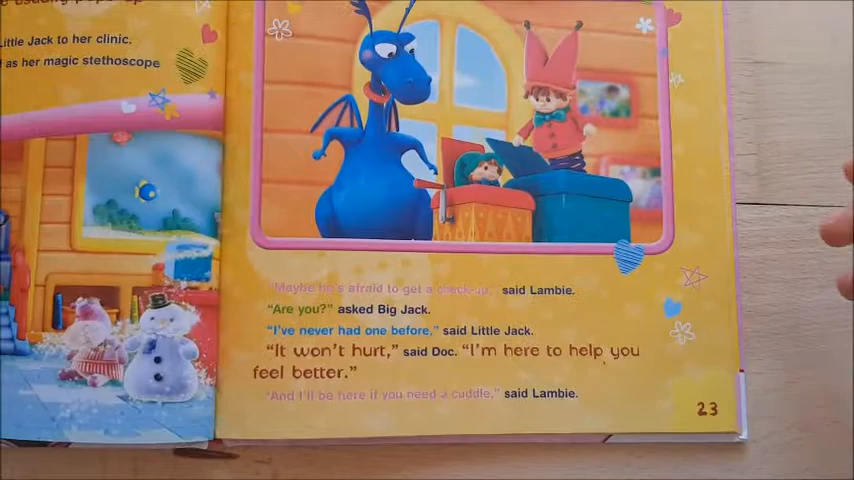 Little Jack to her clinic.
as her magic stethoscope
"Maybe he's afraid to get a check-up," said Lambie.
"Are you?" asked Big Jack.
"I've never had one before," said Little Jack.
"It won't hurt," said Doc. "I'm here to help you
feel better."
"And I'll be here if you need a cuddle," said Lambie.
23